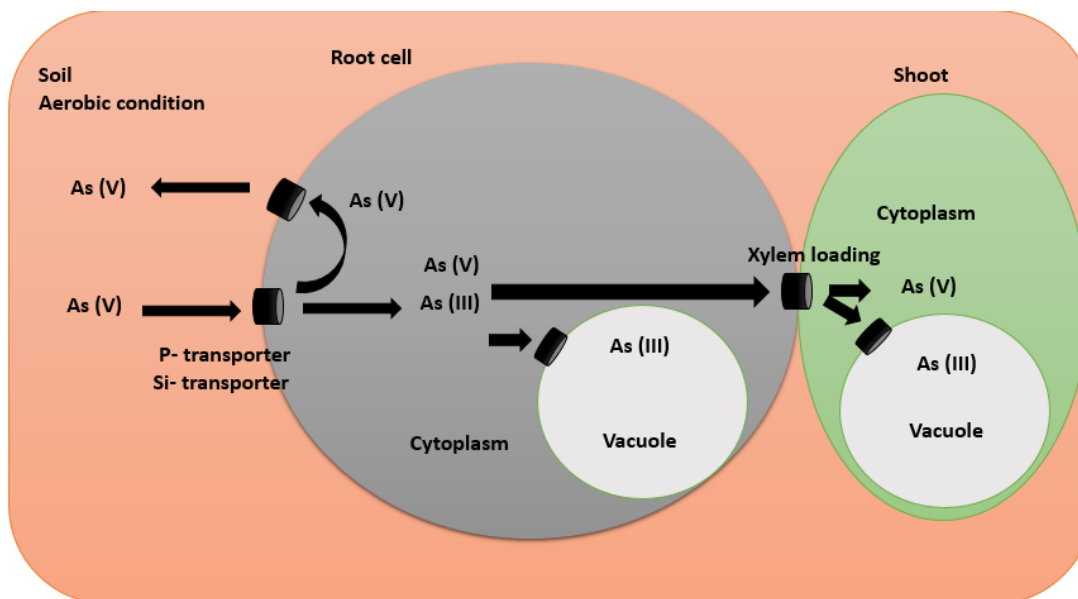 Root cell
Soil
Aerobic condition
Shoot
As (V)
As (V)
Cytoplasm
Xylem loading
As (V)
As (V)
As (V)
As (III)
P- transporter
Si- transporter
As (III)
As (III)
Cytoplasm
Vacuole
Vacuole